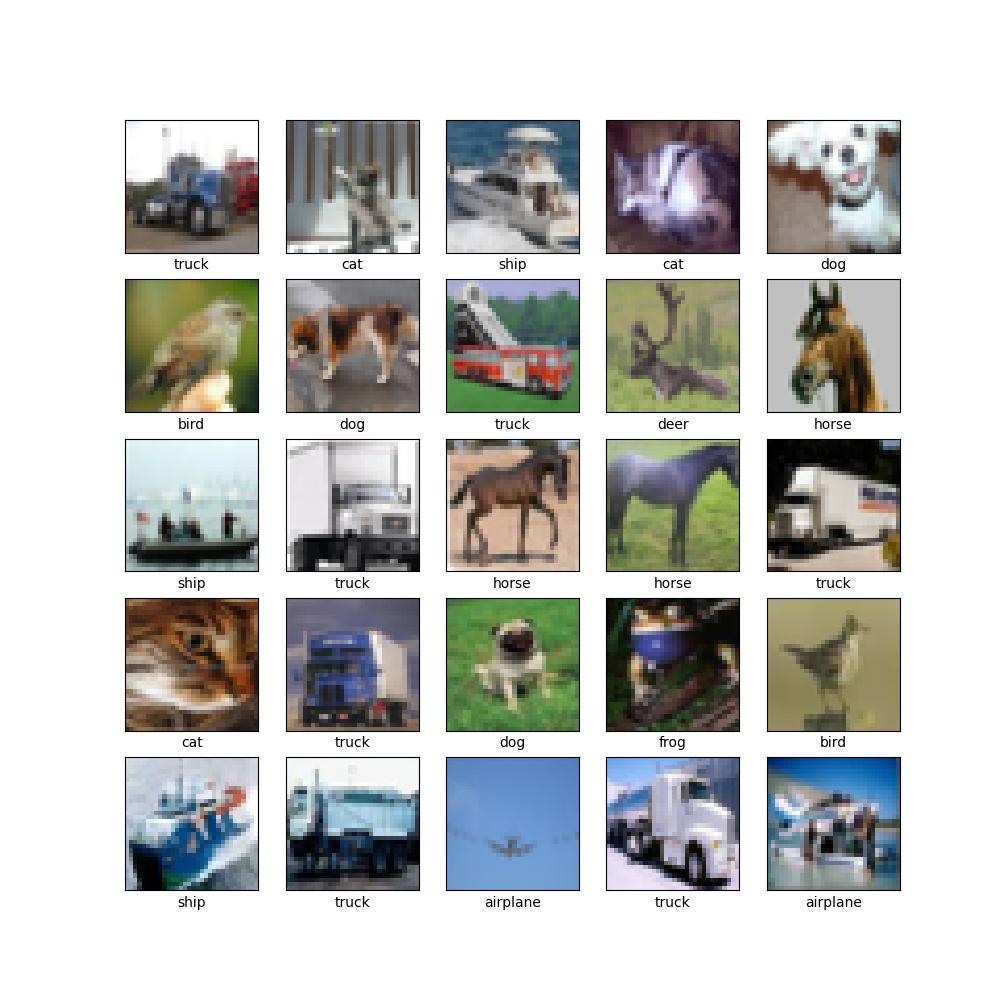 truck cat ship cat dog
bird dog truck deer horse
ship truck horse horse truck
cat truck dog frog bird
ship truck airplane truck airplane